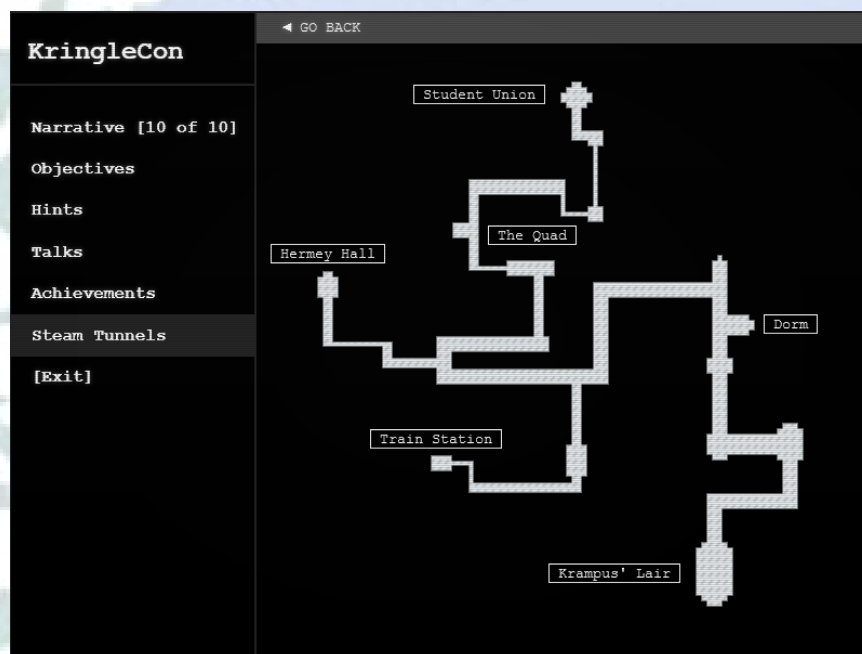 ◄ GO BACK
KringleCon
Narrative [10 of 10]
Objectives
Hints
Talks
Achievements
Steam Tunnels
[Exit]
Student Union
The Quad
Hermey Hall
Dorm
Train Station
Krampus' Lair